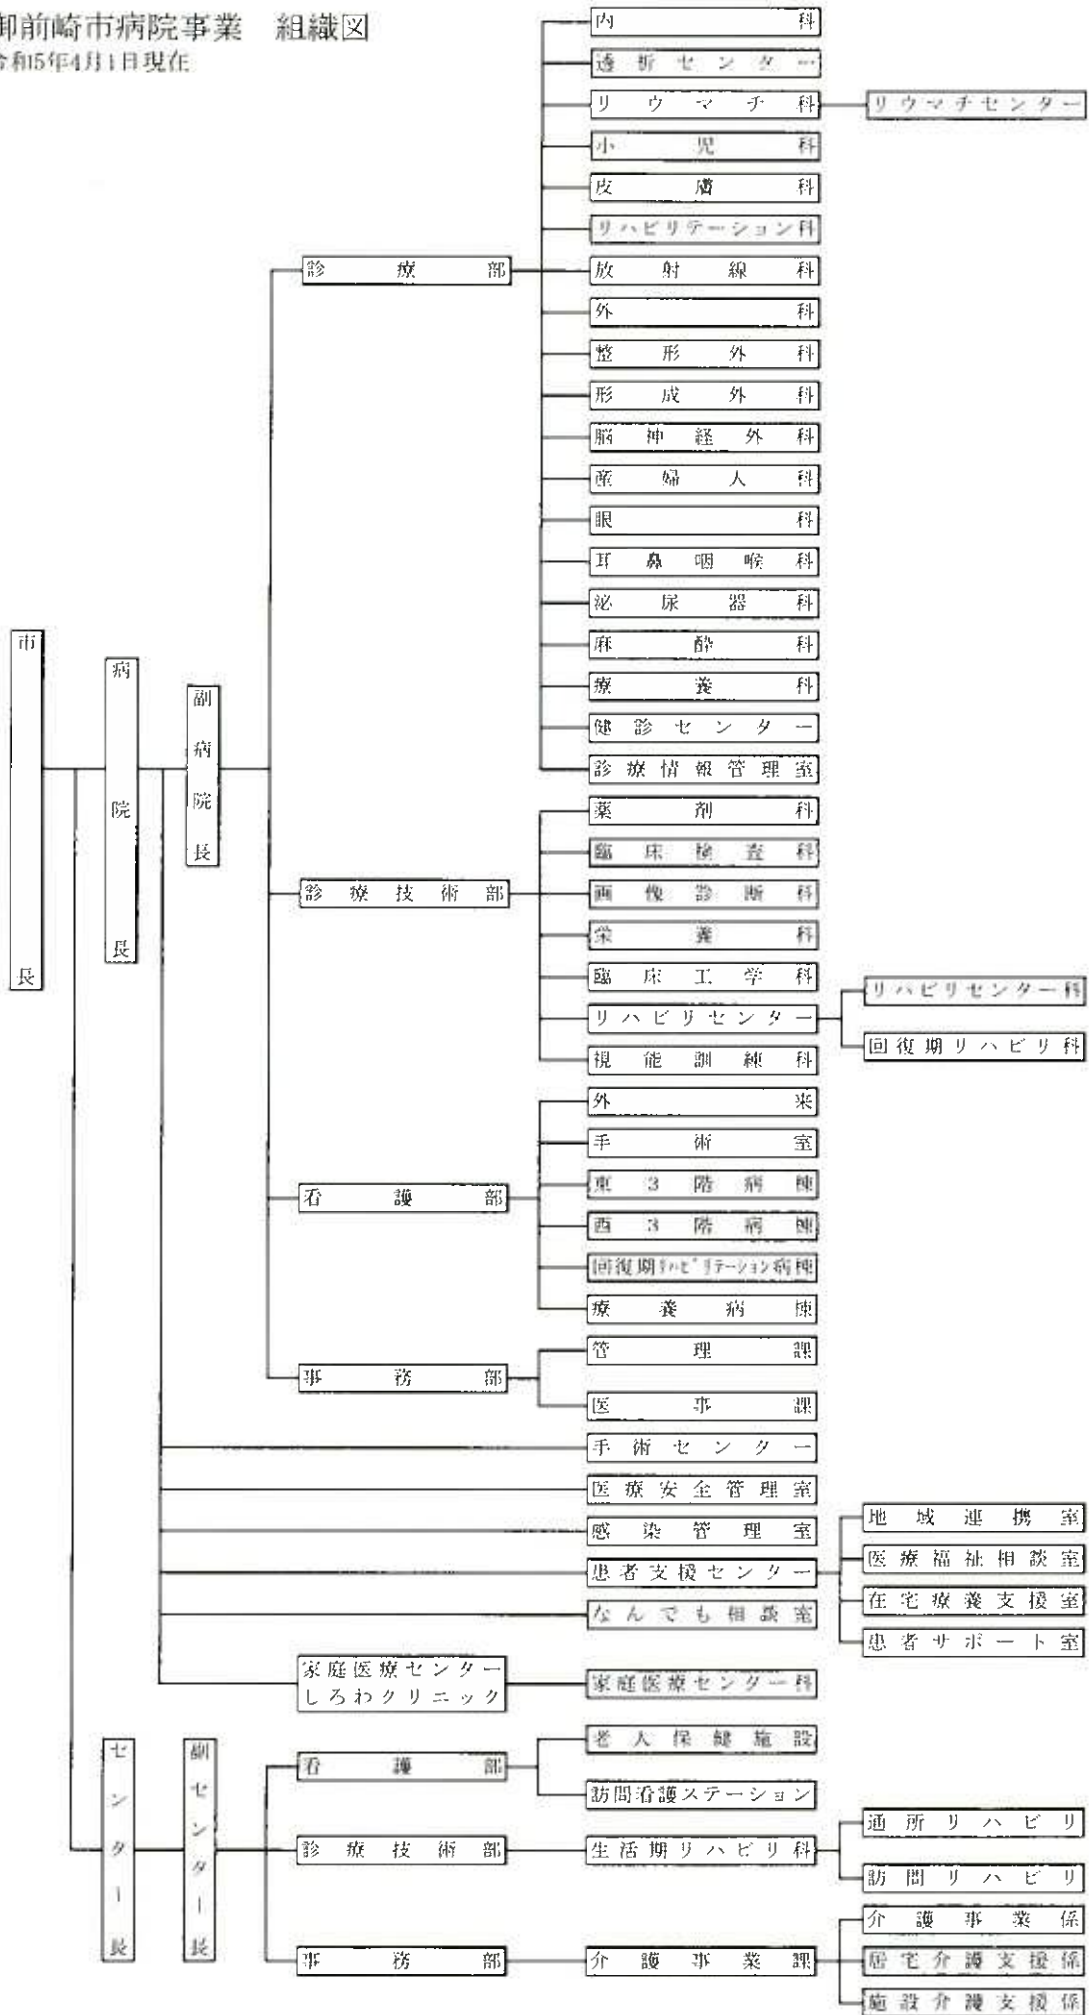 御前崎市病院事業　組織図
令和5年4月1日現在
市長
病院長
副病院長
診療部
内科
透析センター
リウマチ科
リウマチセンター
小児科
皮膚科
リハビリテーション科
放射線科
外科
整形外科
形成外科
脳神経外科
産婦人科
眼科
耳鼻咽喉科
泌尿器科
麻酔科
療養科
健診センター
診療情報管理室
診療技術部
薬剤科
臨床検査科
画像診断科
栄養科
臨床工学科
リハビリセンター
リハビリセンター科
回復期リハビリ科
視能訓練科
看護部
外来
手術室
東3階病棟
西3階病棟
回復期リハビリテーション病棟
療養病棟
事務部
管理課
医事課
手術センター
医療安全管理室
感染管理室
患者支援センター
地域連携室
医療福祉相談室
在宅療養支援室
患者サポート室
なんでも相談室
家庭医療センター
しろわクリニック
家庭医療センター科
センター長
副センター長
看護部
老人保健施設
訪問看護ステーション
診療技術部
生活期リハビリ科
通所リハビリ
訪問リハビリ
事務部
介護事業課
介護事業係
居宅介護支援係
施設介護支援係